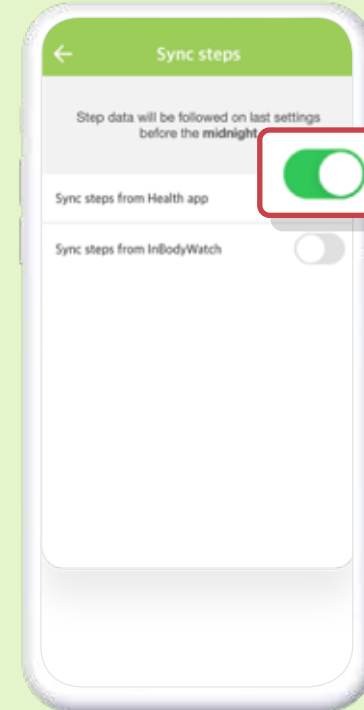 Sync steps
Step data will be followed on last settings
before the midnight
Sync steps from Health app
Sync steps from InBodyWatch